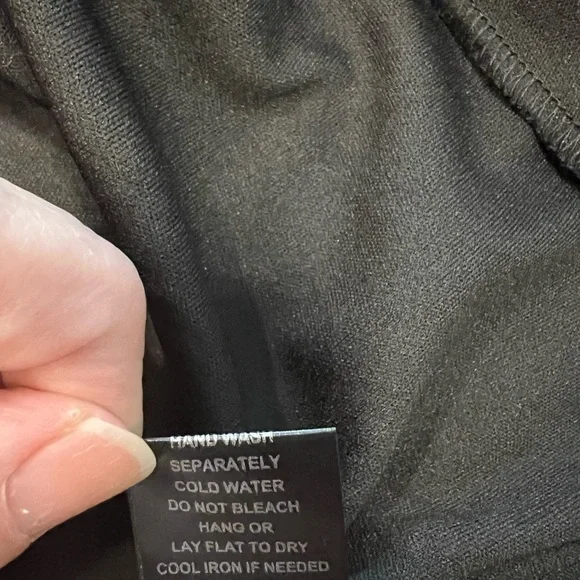 HAND WASH
SEPARATELY
COLD WATER
DO NOT BLEACH
HANG OR
LAY FLAT TO DRY
COOL IRON IF NEEDED